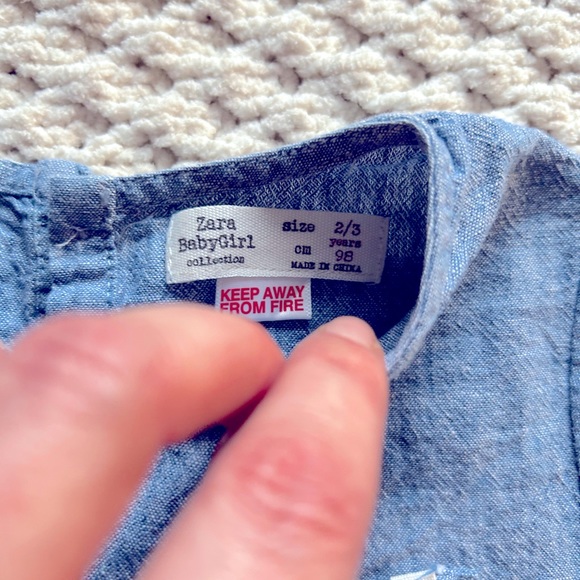 Zara
BabyGirl
collection
size 2/3
years
cm 98
MADE IN CHINA
KEEP AWAY
FROM FIRE